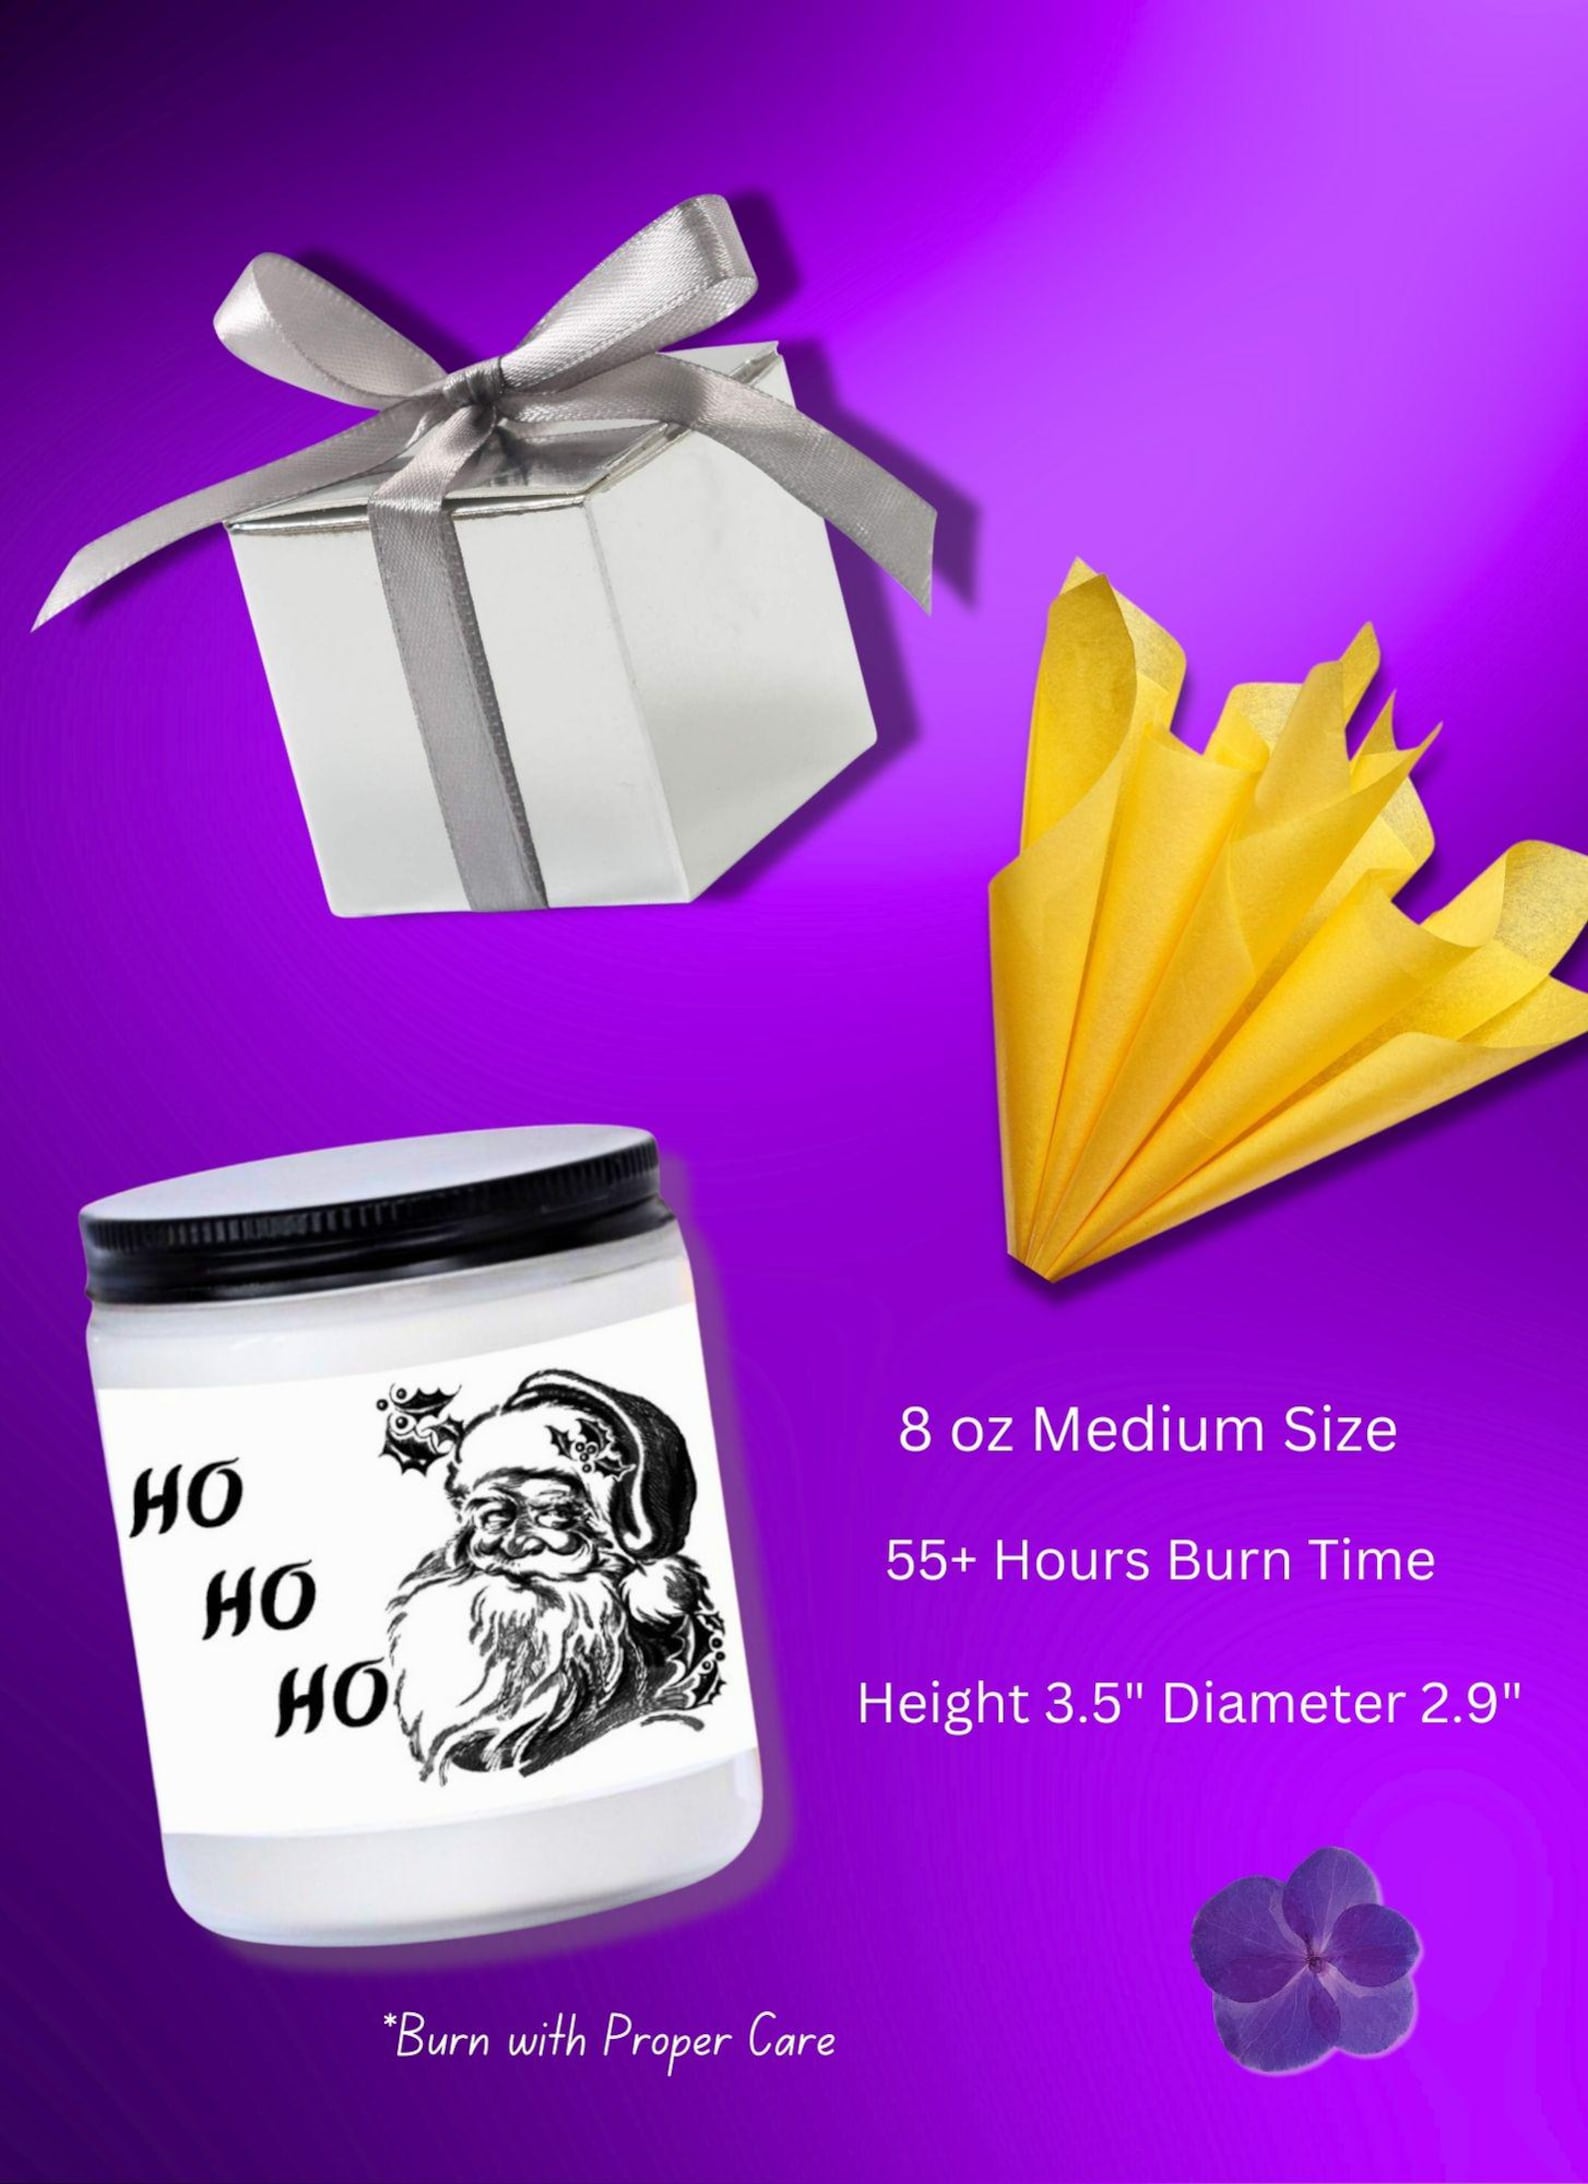 HO
HO
HO
8 oz Medium Size
55+ Hours Burn Time
Height 3.5" Diameter 2.9"
*Burn with Proper Care